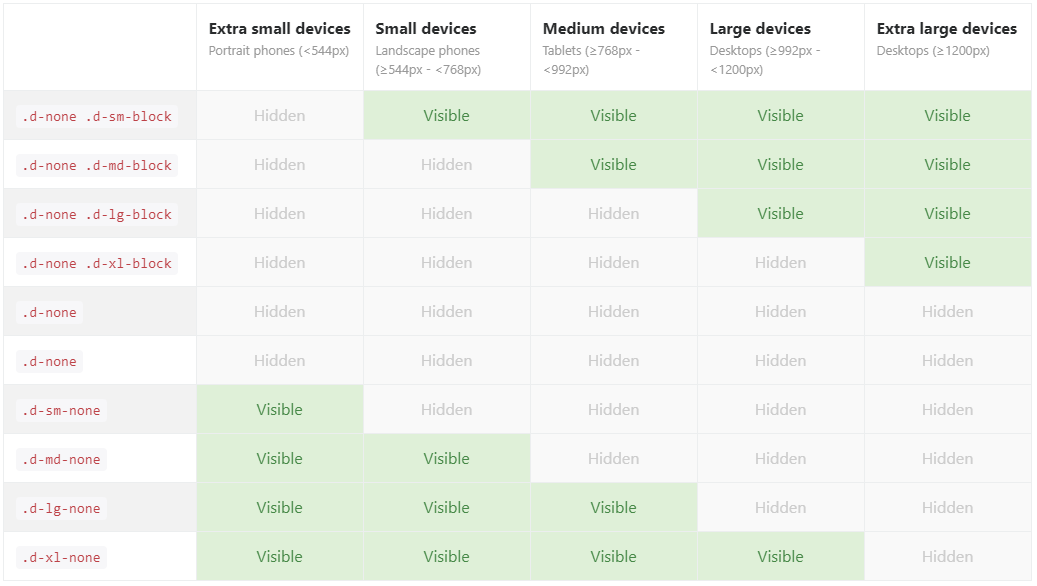 Extra small devices Small devices Medium devices Large devices Extra large devices
Portrait phones (<544px) Landscape phones Tablets (≥768px - Desktops (≥992px - Desktops (≥1200px)
(≥544px - <768px) <992px) <1200px)
.d-none .d-sm-block Hidden Visible Visible Visible Visible
.d-none .d-md-block Hidden Hidden Visible Visible Visible
.d-none .d-lg-block Hidden Hidden Hidden Visible Visible
.d-none .d-xl-block Hidden Hidden Hidden Hidden Visible
.d-none Hidden Hidden Hidden Hidden Hidden
.d-none Hidden Hidden Hidden Hidden Hidden
.d-sm-none Visible Hidden Hidden Hidden Hidden
.d-md-none Visible Visible Hidden Hidden Hidden
.d-lg-none Visible Visible Visible Hidden Hidden
.d-xl-none Visible Visible Visible Visible Hidden